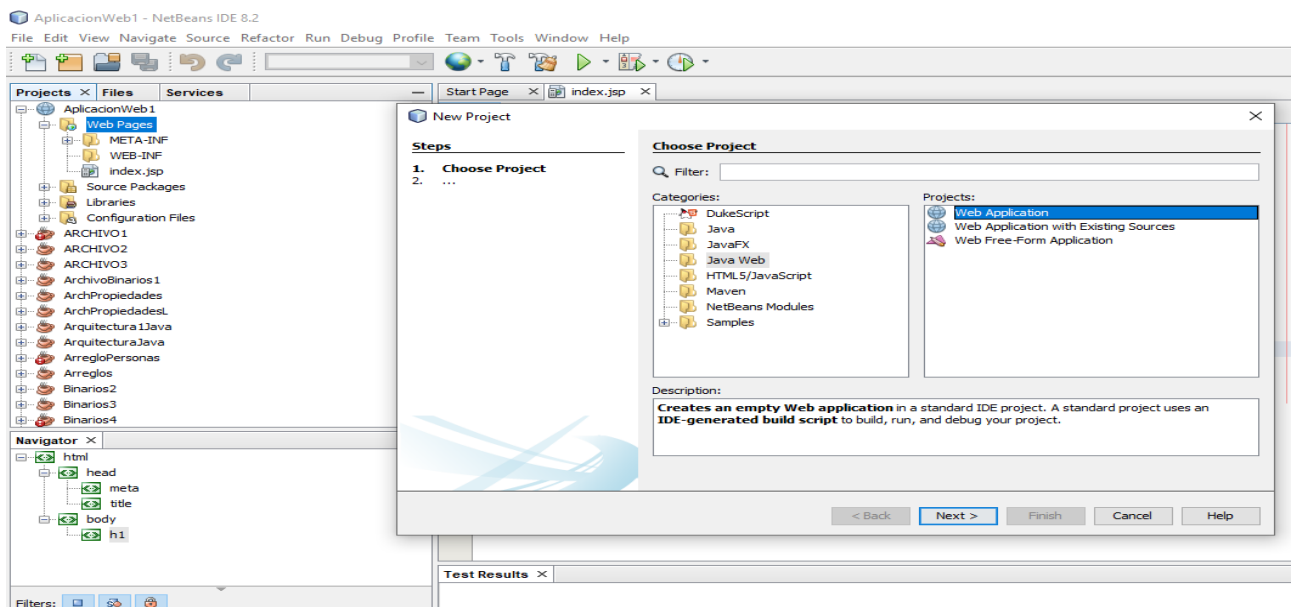 AplicacionWeb1 - NetBeans IDE 8.2
File Edit View Navigate Source Refactor Run Debug Profile Team Tools Window Help
Projects Files Services
AplicacionWeb1
Web Pages
META-INF
WEB-INF
index.jsp
Source Packages
Libraries
Configuration Files
ARCHIVO1
ARCHIVO2
ARCHIVO3
ArchivoBinarios1
ArchPropiedades
ArchPropiedadesL
Arquitectura1Java
ArquitecturaJava
ArregloPersonas
Arreglos
Binarios2
Binarios3
Binarios4
Navigator
html
head
meta
title
body
h1
Filters:
Start Page index.jsp
New Project
Steps
1. Choose Project
2. ...
Choose Project
Filter:
Categories:
DukeScript
Java
JavaFX
Java Web
HTML5/JavaScript
Maven
NetBeans Modules
Samples
Projects:
Web Application
Web Application with Existing Sources
Web Free-Form Application
Description:
Creates an empty Web application in a standard IDE project. A standard project uses an
IDE-generated build script to build, run, and debug your project.
< Back Next > Finish Cancel Help
Test Results